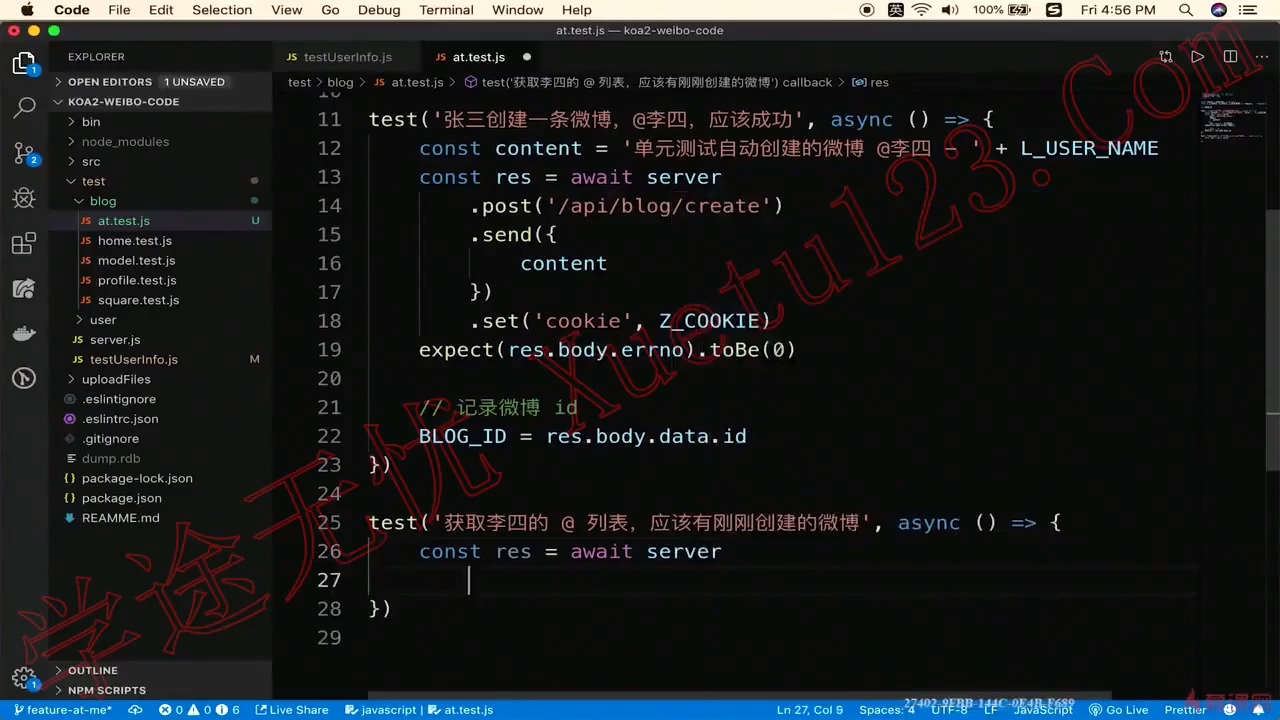 Code File Edit Selection View Go Debug Terminal Window Help 英 100% S Fri 4:56 PM
at.test.js — koa2-weibo-code
EXPLORER
testUserInfo.js
at.test.js
OPEN EDITORS 1 UNSAVED
test > blog > at.test.js > test('获取李四的 @ 列表，应该有刚刚创建的微博') callback > res
KOA2-WEIBO-CODE
bin
node_modules
src
test
blog
at.test.js U
home.test.js
model.test.js
profile.test.js
square.test.js
user
server.js
testUserInfo.js M
uploadFiles
.eslintignore
.eslintrc.json
.gitignore
dump.rdb
package-lock.json
package.json
REAMME.md
OUTLINE
NPM SCRIPTS
1
2
1
11 test('张三创建一条微博，@李四，应该成功', async () => {
12 const content = '单元测试自动创建的微博 @李四 - ' + L_USER_NAME
13 const res = await server
14 .post('/api/blog/create')
15 .send({
16 content
17 })
18 .set('cookie', Z_COOKIE)
19 expect(res.body.errno).toBe(0)
20
21 // 记录微博 id
22 BLOG_ID = res.body.data.id
23 })
24
25 test('获取李四的 @ 列表，应该有刚刚创建的微博', async () => {
26 const res = await server
27
28 })
29
学途无忧 Xuetu123.Com
feature-at-me* 0 0 6 Live Share javascript | at.test.js Ln 27, Col 9 Spaces: 4 UTF-8 LF JavaScript Go Live Prettier